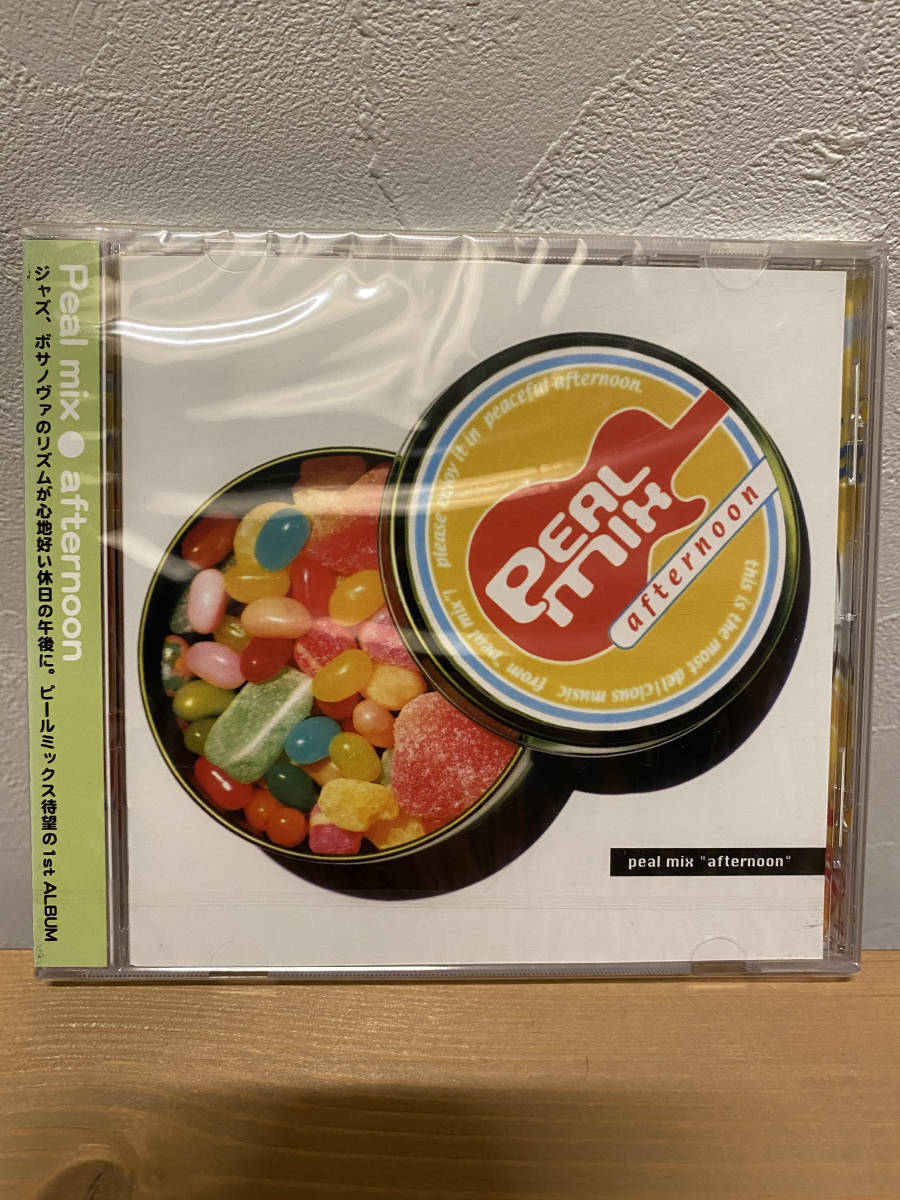 Peal mix ● afternoon
ジャズ、ボサノヴァのリズムが心地好い休日の午後に。ピールミックス待望の1st ALBUM
please enjoy it in peaceful afternoon.
this is the most delicious music from "peal mix"!
PEAL
MIX
afternoon
peal mix "afternoon"